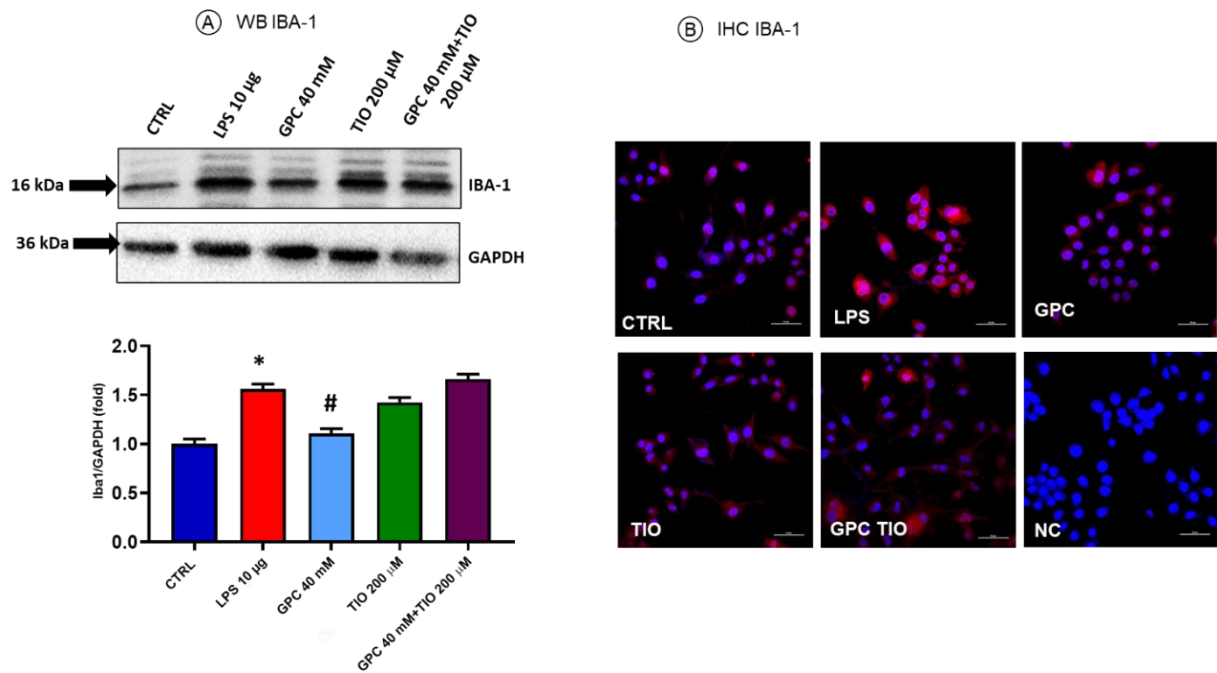 A WB IBA-1
CTRL
LPS 10 µg
GPC 40 mM
TIO 200 µM
GPC 40 mM+TIO
200 µM
16 kDa
IBA-1
36 kDa
GAPDH
Iba1/GAPDH (fold)
2.0
1.5
1.0
0.5
0.0
*
#
CTRL
LPS 10 µg
GPC 40 mM
TIO 200 µM
GPC 40 mM+TIO 200 µM
B IHC IBA-1
CTRL
LPS
GPC
TIO
GPC TIO
NC